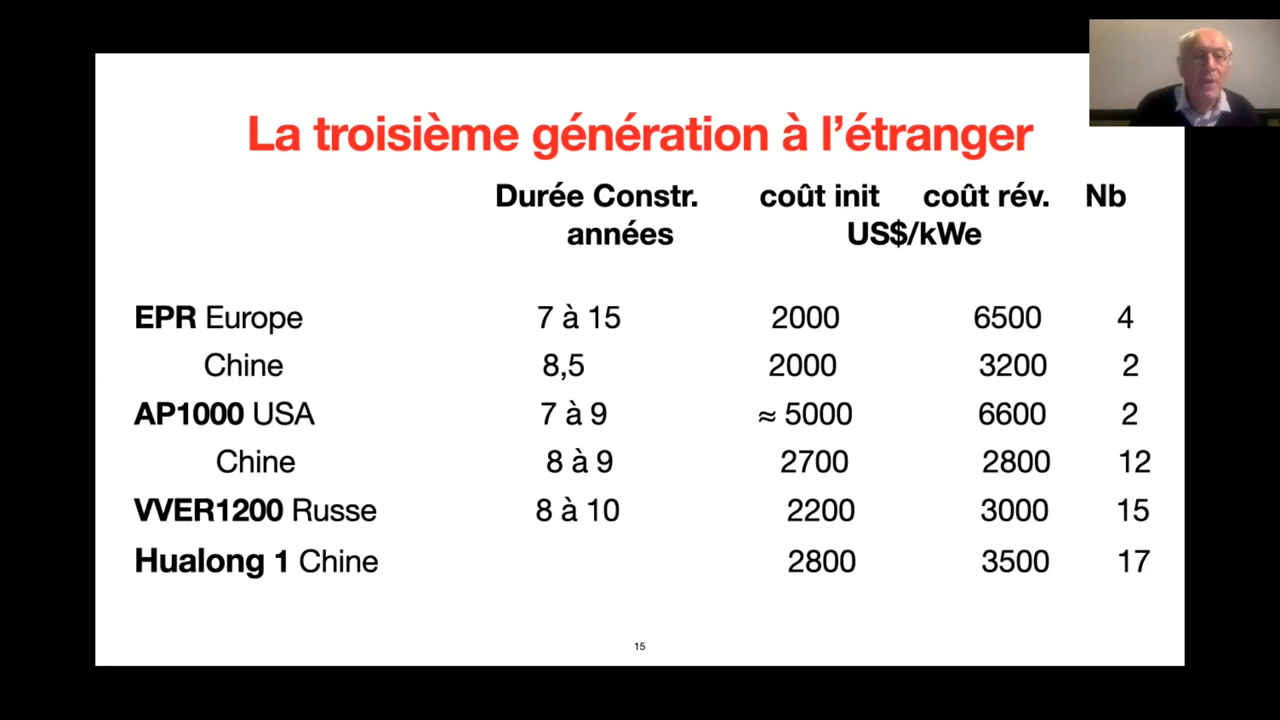 La troisième génération à l’étranger
Durée Constr. coût init coût rév. Nb
années US$/kWe
EPR Europe 7 à 15 2000 6500 4
Chine 8,5 2000 3200 2
AP1000 USA 7 à 9 ≈ 5000 6600 2
Chine 8 à 9 2700 2800 12
VVER1200 Russe 8 à 10 2200 3000 15
Hualong 1 Chine 2800 3500 17
15